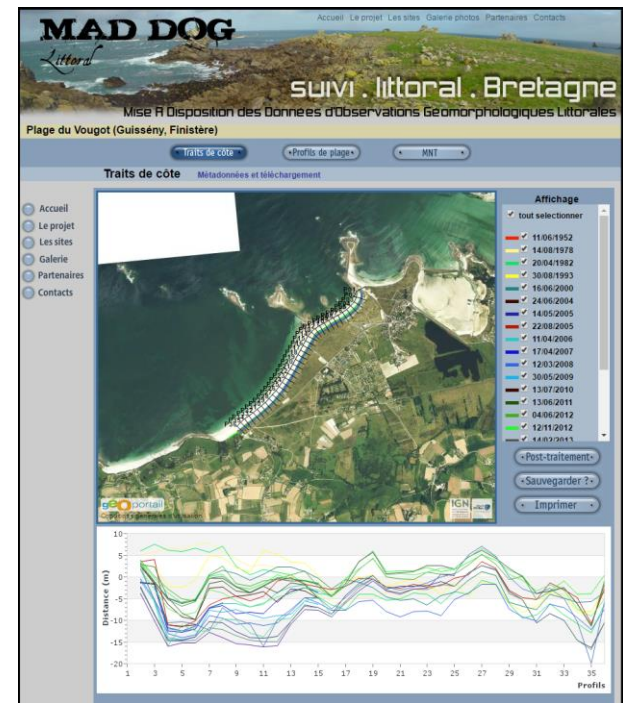 MAD DOG
Littoral
Accueil Le projet Les sites Galerie photos Partenaires Contacts
suivi . littoral . Bretagne
Mise A Disposition des Données d'Observations Géomorphologiques Littorales
Plage du Vougot (Guissény, Finistère)
Traits de côte
Profils de plage
MNT
Traits de côte Métadonnées et téléchargement
Accueil
Le projet
Les sites
Galerie
Partenaires
Contacts
Affichage
tout selectionner
11/06/1952
14/08/1978
20/04/1982
30/08/1993
16/06/2000
24/06/2004
14/05/2005
22/08/2005
11/04/2006
17/04/2007
12/03/2008
30/05/2009
13/07/2010
13/06/2011
04/06/2012
12/11/2012
14/02/2013
Post-traitement
Sauvegarder ?
Imprimer
géoportail
IGN
Distance (m)
10
5
0
-5
-10
-15
-20
1 3 5 7 9 11 13 15 17 19 21 23 25 27 29 31 33 35
Profils